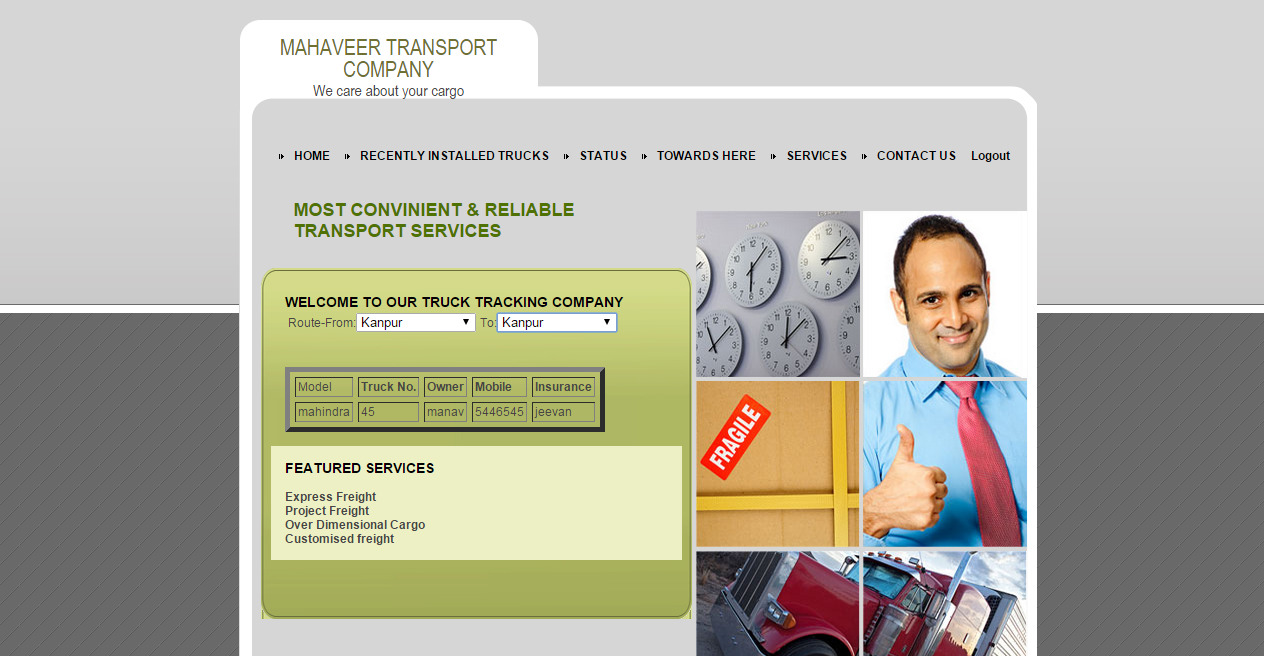 MAHAVEER TRANSPORT
COMPANY
We care about your cargo
HOME RECENTLY INSTALLED TRUCKS STATUS TOWARDS HERE SERVICES CONTACT US Logout
MOST CONVINIENT & RELIABLE
TRANSPORT SERVICES
WELCOME TO OUR TRUCK TRACKING COMPANY
Route-From: Kanpur To: Kanpur
Model Truck No. Owner Mobile Insurance
mahindra 45 manav 5446545 jeevan
FEATURED SERVICES
Express Freight
Project Freight
Over Dimensional Cargo
Customised freight
FRAGILE